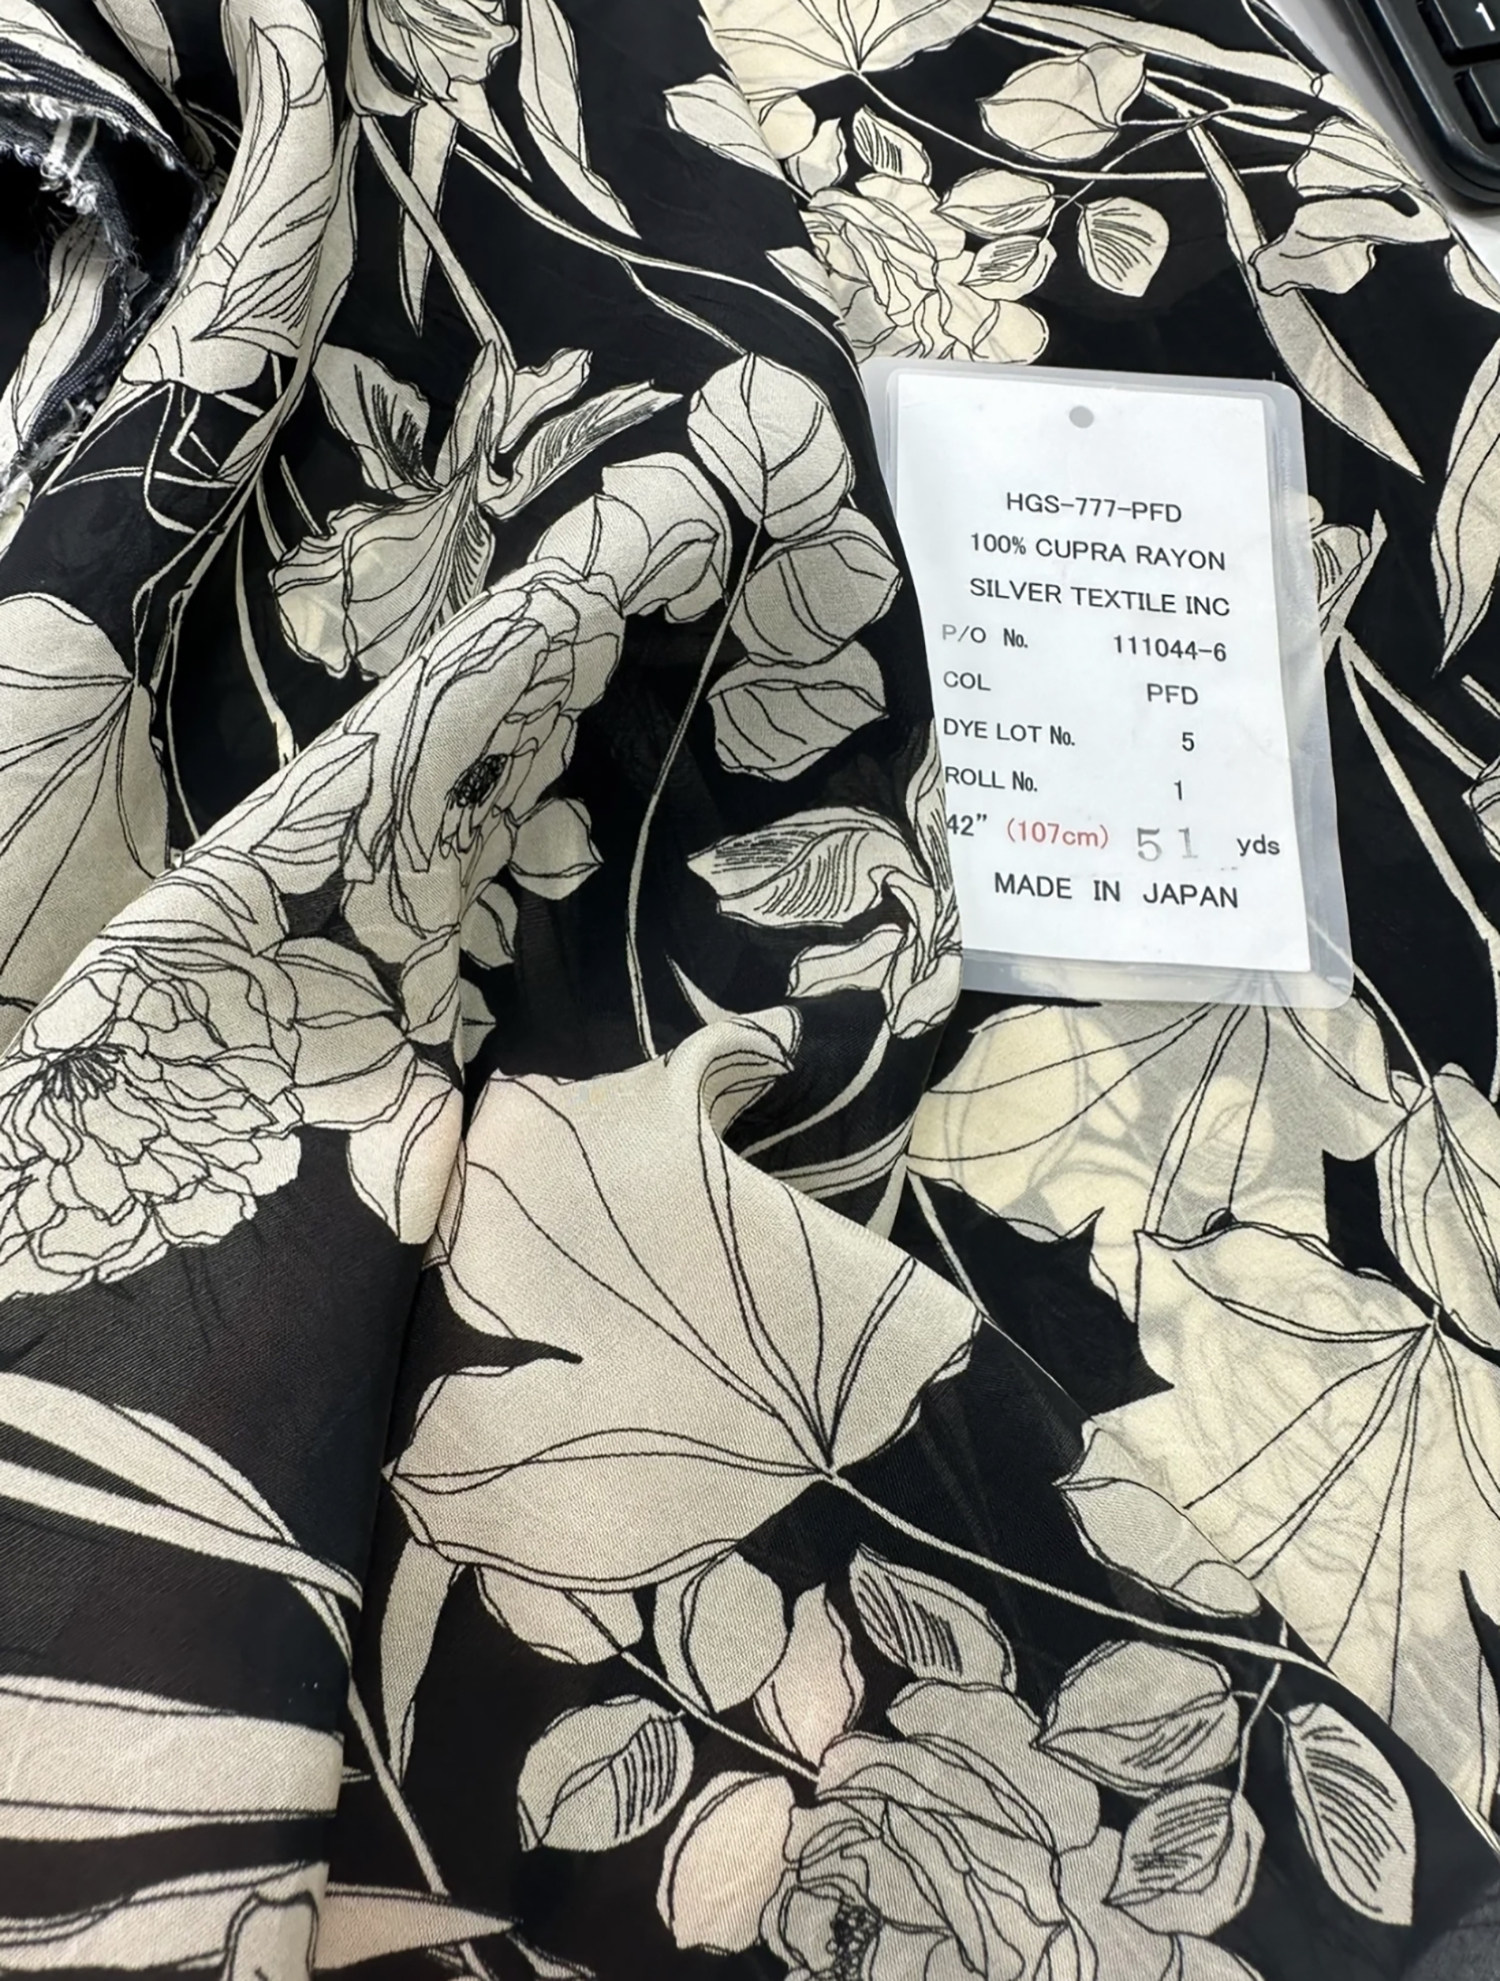 1
HGS-777-PFD
100% CUPRA RAYON
SILVER TEXTILE INC
P/O No. 111044-6
COL PFD
DYE LOT No. 5
ROLL No. 1
42" (107cm) 51 yds
MADE IN JAPAN